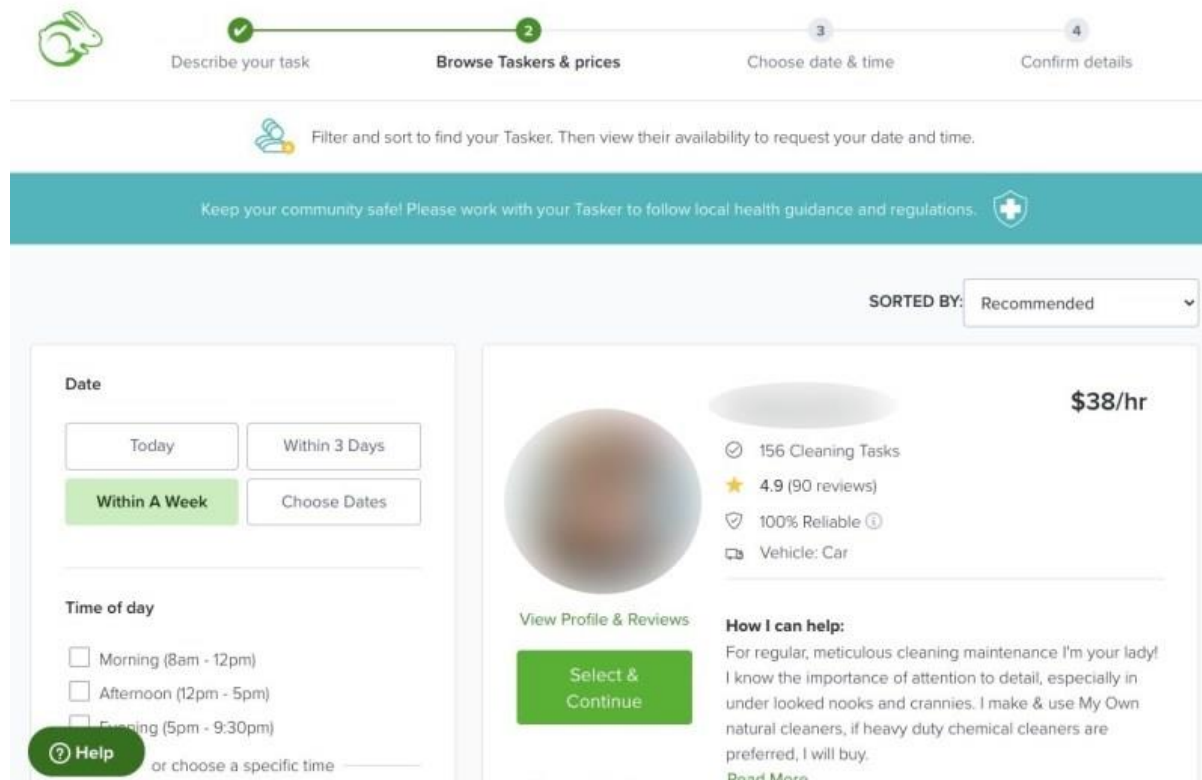 2
3
4
Describe your task
Browse Taskers & prices
Choose date & time
Confirm details
Filter and sort to find your Tasker. Then view their availability to request your date and time.
Keep your community safe! Please work with your Tasker to follow local health guidance and regulations.
SORTED BY:
Recommended
Date
Today
Within 3 Days
Within A Week
Choose Dates
Time of day
Morning (8am - 12pm)
Afternoon (12pm - 5pm)
Evening (5pm - 9:30pm)
or choose a specific time
Help
$38/hr
156 Cleaning Tasks
4.9 (90 reviews)
100% Reliable
Vehicle: Car
View Profile & Reviews
Select &
Continue
How I can help:
For regular, meticulous cleaning maintenance I'm your lady!
I know the importance of attention to detail, especially in
under looked nooks and crannies. I make & use My Own
natural cleaners, if heavy duty chemical cleaners are
preferred, I will buy.
Read More